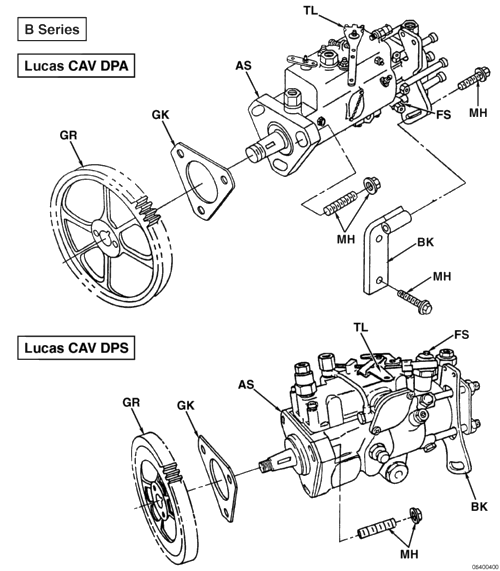 B Series
Lucas CAV DPA
TL
AS
GK
GR
FS
MH
MH
BK
MH
Lucas CAV DPS
TL
FS
AS
GR
GK
BK
MH
06400400